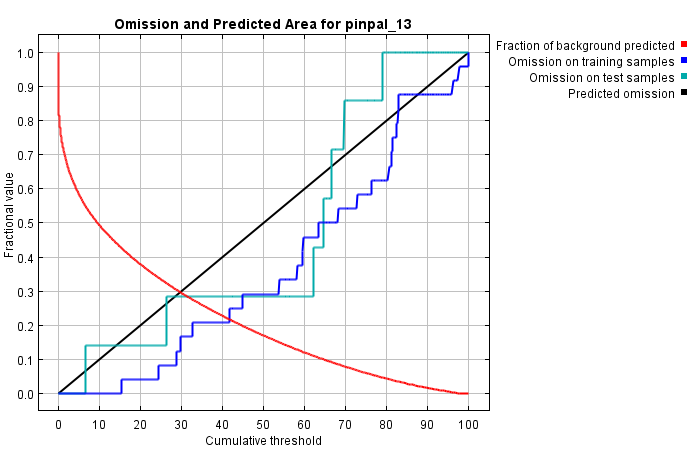 Omission and Predicted Area for pinpal_13
Fraction of background predicted
Omission on training samples
Omission on test samples
Predicted omission
Fractional value
1.0
0.9
0.8
0.7
0.6
0.5
0.4
0.3
0.2
0.1
0.0
0 10 20 30 40 50 60 70 80 90 100
Cumulative threshold